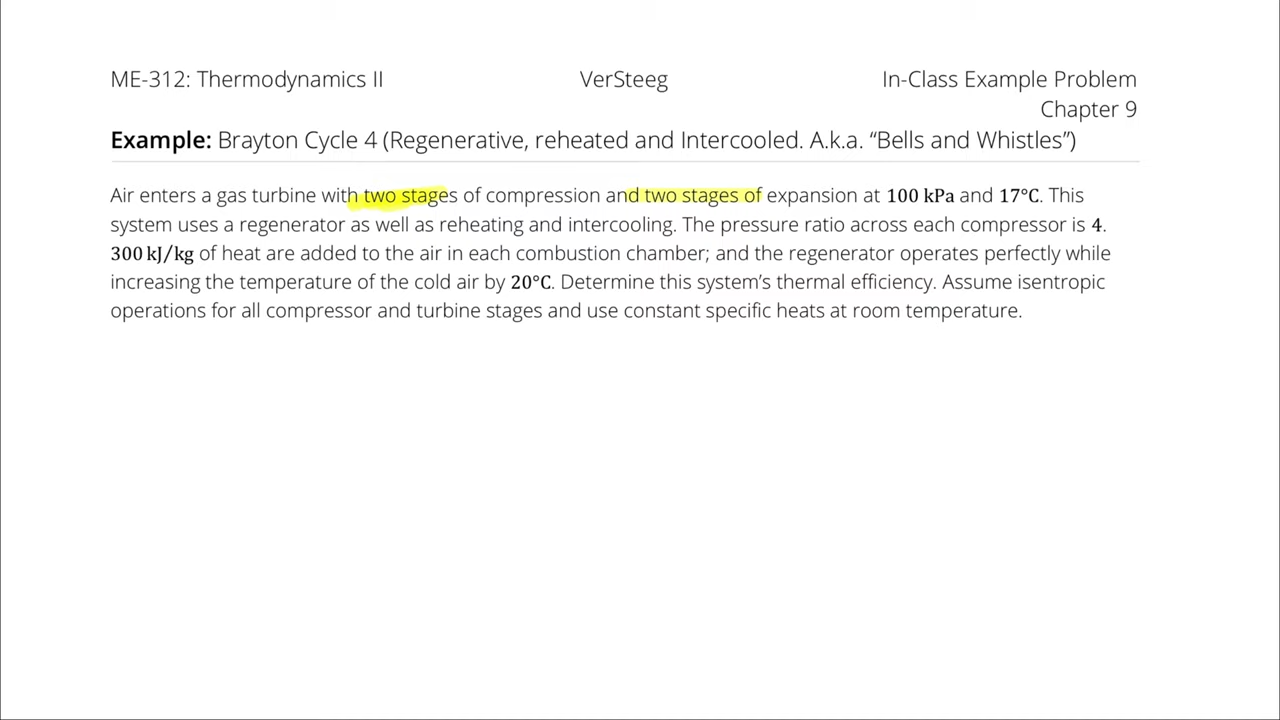 ME-312: Thermodynamics II VerSteeg In-Class Example Problem
Chapter 9
Example: Brayton Cycle 4 (Regenerative, reheated and Intercooled. A.k.a. “Bells and Whistles”)
Air enters a gas turbine with two stages of compression and two stages of expansion at 100 kPa and 17°C. This
system uses a regenerator as well as reheating and intercooling. The pressure ratio across each compressor is 4.
300 kJ/kg of heat are added to the air in each combustion chamber; and the regenerator operates perfectly while
increasing the temperature of the cold air by 20°C. Determine this system’s thermal efficiency. Assume isentropic
operations for all compressor and turbine stages and use constant specific heats at room temperature.